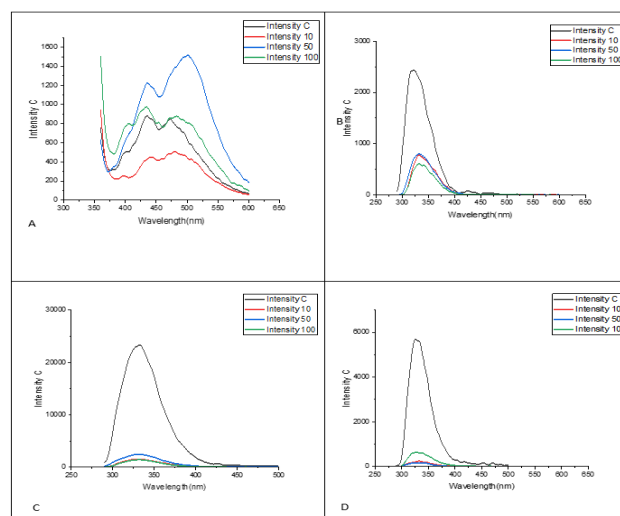 Intensity C
Intensity 10
Intensity 50
Intensity 100
1600
1400
1200
1000
800
600
400
200
0
Intensity C
300 350 400 450 500 550 600 650
Wavelength(nm)
A
Intensity C
Intensity 10
Intensity 50
Intensity 100
3000
2000
1000
0
Intensity C
B
250 300 350 400 450 500 550 600 650
Wavelength(nm)
Intensity C
Intensity 10
Intensity 50
Intensity 100
30000
20000
10000
0
Intensity C
250 300 350 400 450 500
Wavelength(nm)
C
Intensity C
Intensity 10
Intensity 50
Intensity 10
6000
4000
2000
0
Intensity C
250 300 350 400 450 500 550 600 650
Wavelength(nm)
D